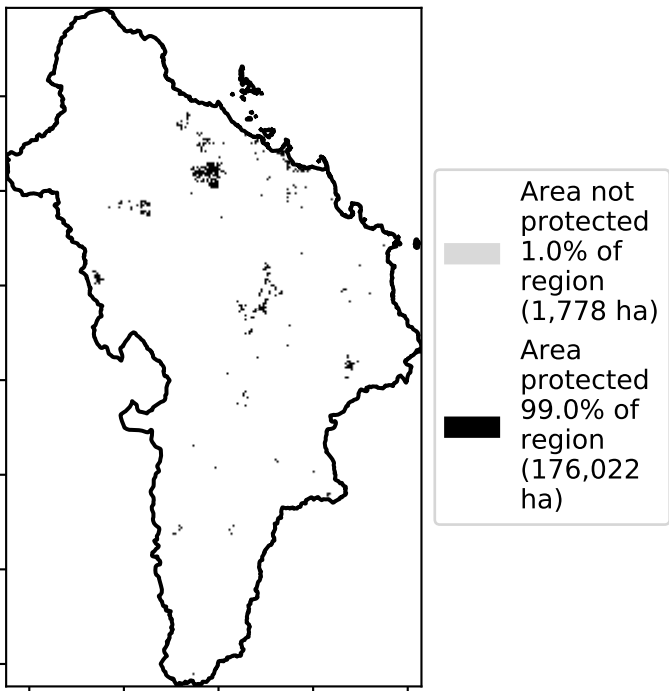 Area not
protected
1.0% of
region
(1,778 ha)
Area
protected
99.0% of
region
(176,022
ha)